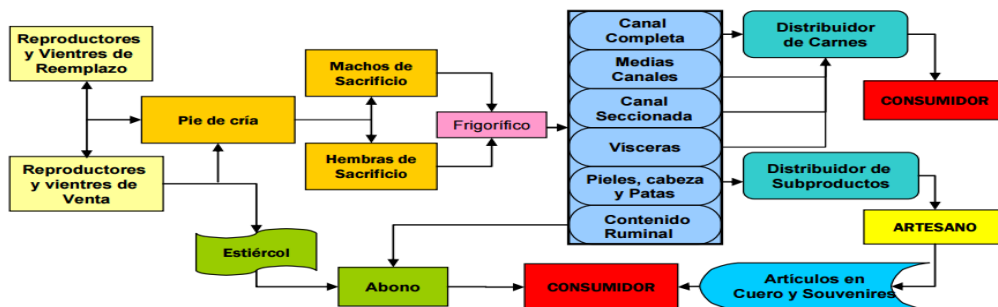 Reproductores
y Vientres de
Reemplazo
Reproductores
y vientres de
Venta
Pie de cría
Estiércol
Machos de
Sacrificio
Hembras de
Sacrificio
Frigorífico
Abono
Canal
Completa
Medias
Canales
Canal
Seccionada
Visceras
Pieles, cabeza
y Patas
Contenido
Ruminal
Distribuidor
de Carnes
CONSUMIDOR
Distribuidor de
Subproductos
ARTESANO
Artículos en
Cuero y Souvenires
CONSUMIDOR